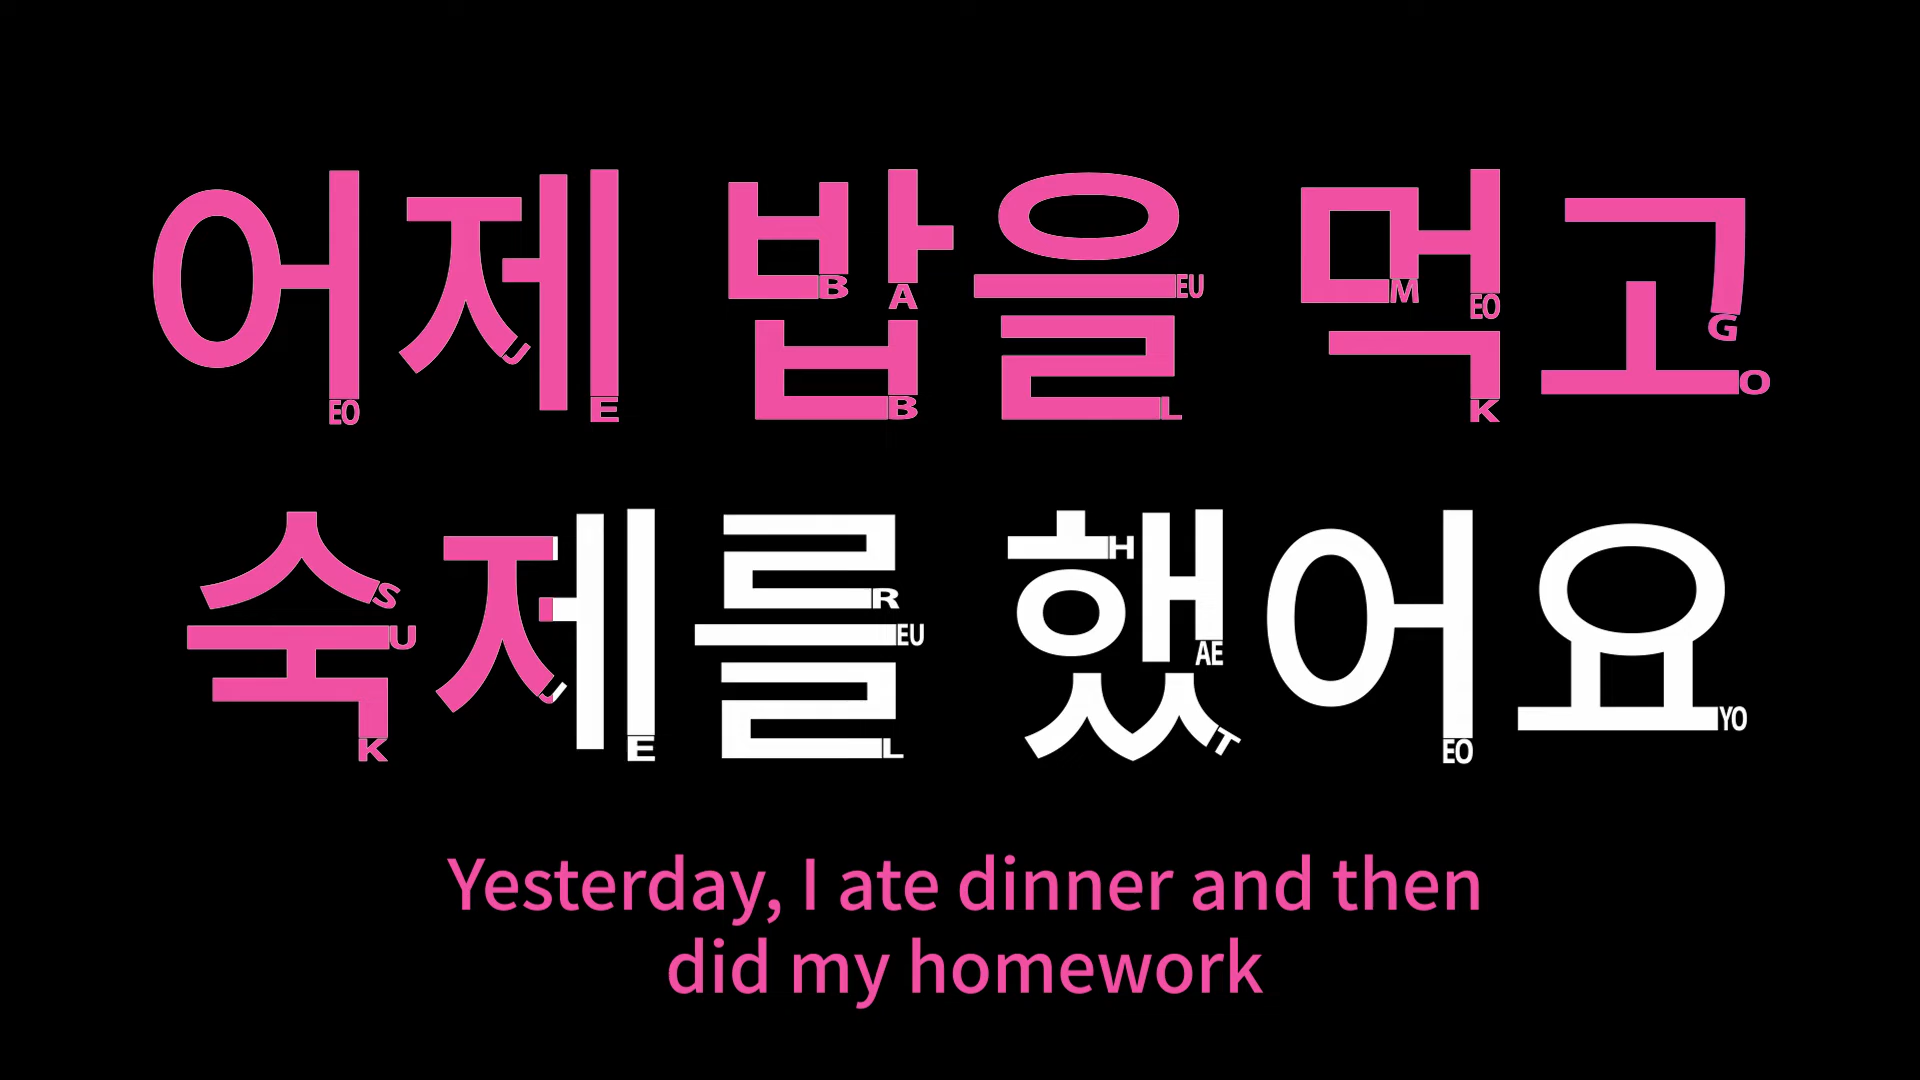 어제 밥을 먹고
숙제를 했어요
Yesterday, I ate dinner and then
did my homework